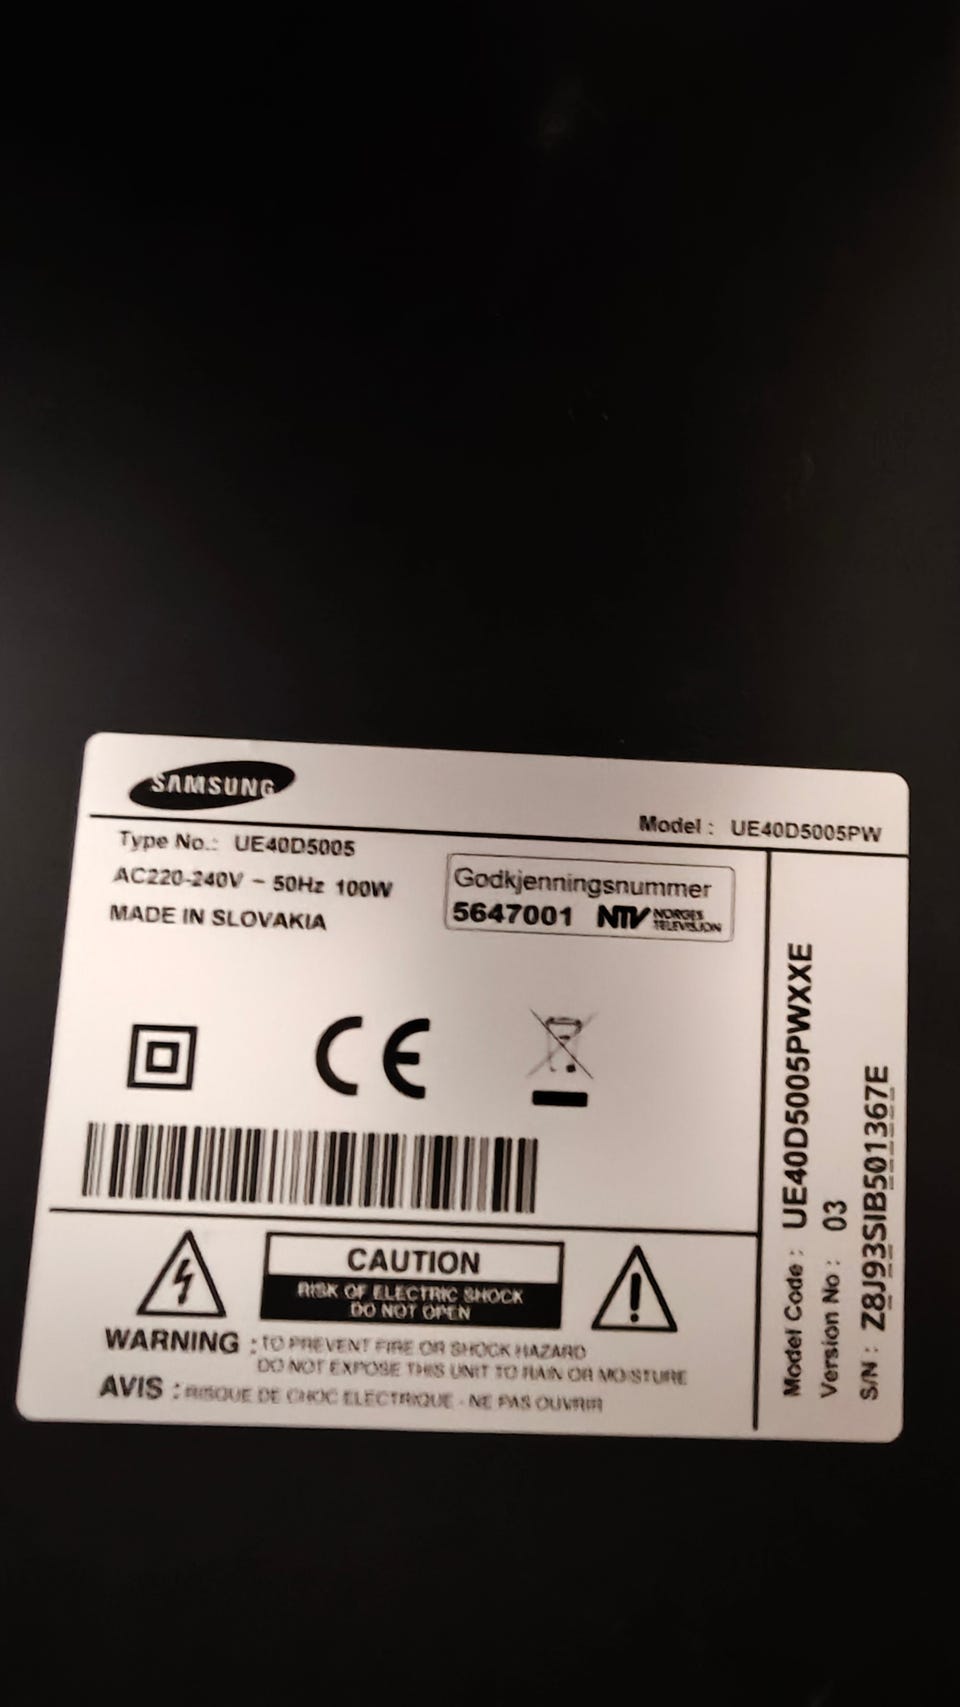 SAMSUNG
Model : UE40D5005PW
Type No.: UE40D5005
AC220-240V ~ 50Hz 100W
MADE IN SLOVAKIA
Godkjenningsnummer
5647001 NTV NORGES
TELEVISJON
CE
CAUTION
RISK OF ELECTRIC SHOCK
DO NOT OPEN
WARNING : TO PREVENT FIRE OR SHOCK HAZARD
DO NOT EXPOSE THIS UNIT TO RAIN OR MOISTURE
AVIS : RISQUE DE CHOC ELECTRIQUE - NE PAS OUVRIR
Model Code : UE40D5005PWXXE
Version No : 03
S/N : Z8J93SIB501367E